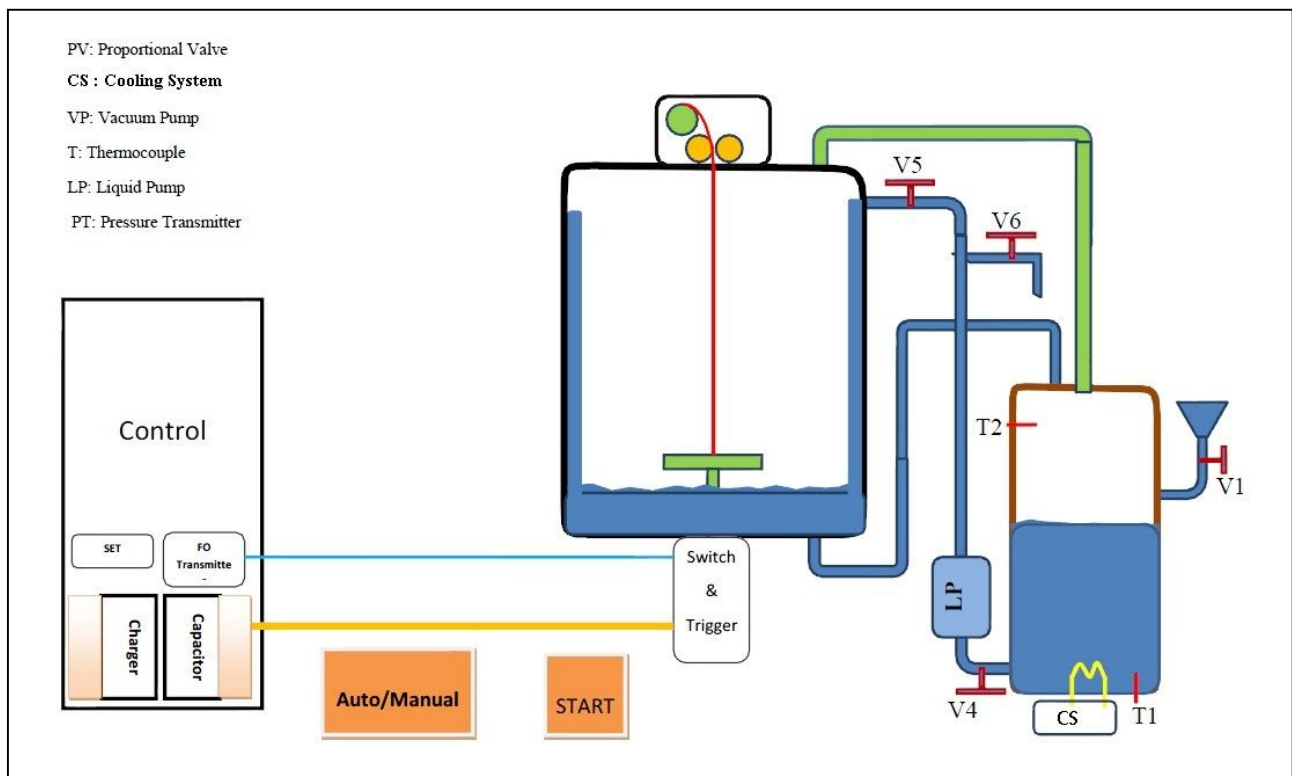 PV: Proportional Valve
CS : Cooling System
VP: Vacuum Pump
T: Thermocouple
LP: Liquid Pump
PT: Pressure Transmitter
V5
V6
T2
V1
Control
SET
FO
Transmitte
-
Switch
&
Trigger
LP
Charger
Capacitor
Auto/Manual
START
V4
CS
T1